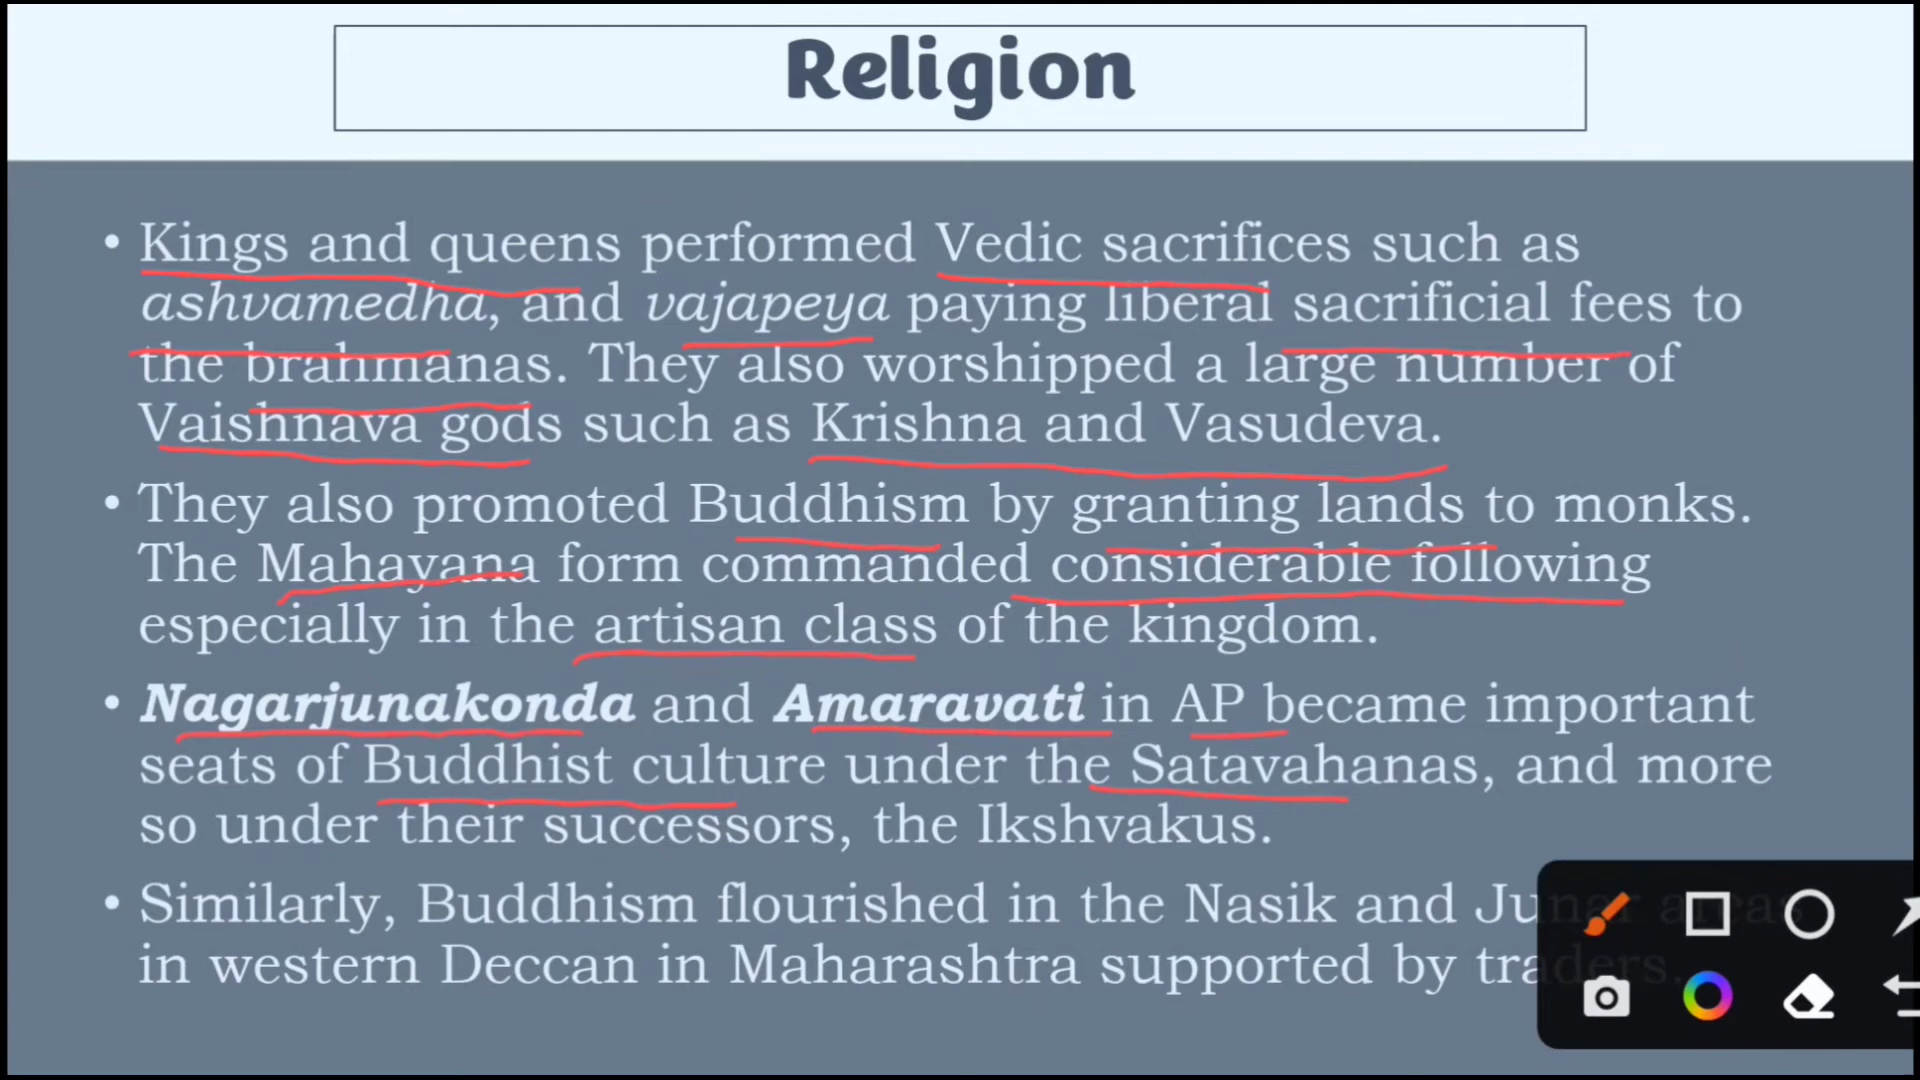 Religion
• Kings and queens performed Vedic sacrifices such as
ashvamedha, and vajapeya paying liberal sacrificial fees to
the brahmanas. They also worshipped a large number of
Vaishnava gods such as Krishna and Vasudeva.
• They also promoted Buddhism by granting lands to monks.
The Mahayana form commanded considerable following
especially in the artisan class of the kingdom.
• Nagarjunakonda and Amaravati in AP became important
seats of Buddhist culture under the Satavahanas, and more
so under their successors, the Ikshvakus.
• Similarly, Buddhism flourished in the Nasik and Junar areas
in western Deccan in Maharashtra supported by traders.